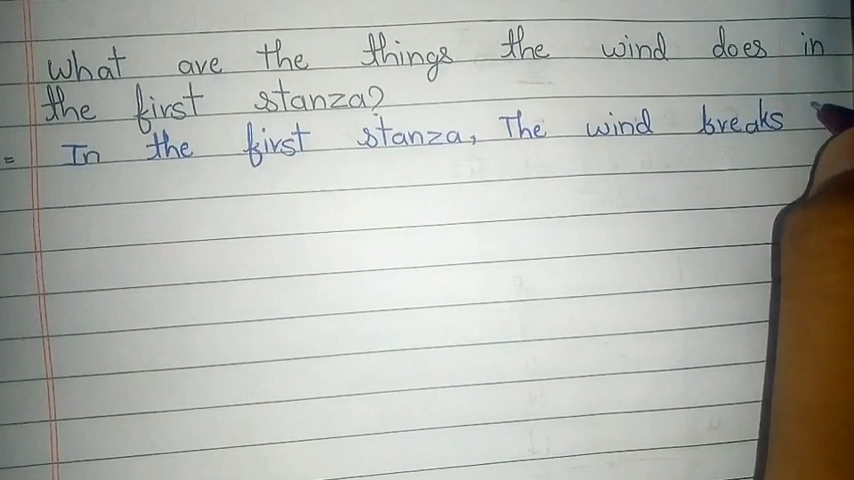 What are the things the wind does in
the first stanza?
= In the first stanza, The wind breaks